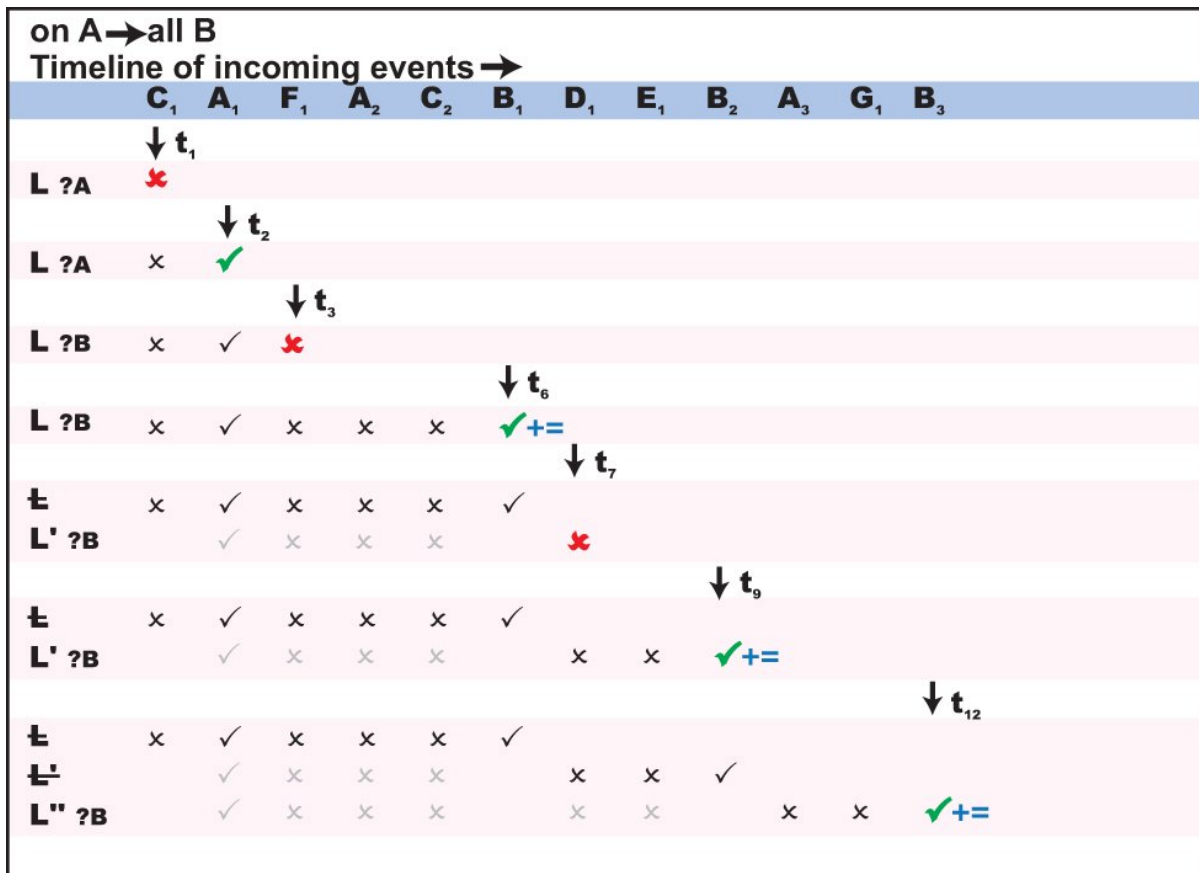 on A→all B
Timeline of incoming events→
C₁ A₁ F₁ A₂ C₂ B₁ D₁ E₁ B₂ A₃ G₁ B₃
↓ t₁
L ?A ✘
↓ t₂
L ?A ✗ ✔
↓ t₃
L ?B ✗ ✓ ✘
↓ t₆
L ?B ✗ ✓ ✗ ✗ ✗ ✔+=
↓ t₇
Ł ✗ ✓ ✗ ✗ ✗ ✓
L' ?B ✓ ✗ ✗ ✗ ✘
↓ t₉
Ł ✗ ✓ ✗ ✗ ✗ ✓
L' ?B ✓ ✗ ✗ ✗ ✗ ✗ ✔+=
↓ t₁₂
Ł ✗ ✓ ✗ ✗ ✗ ✓
Ł' ✓ ✗ ✗ ✗ ✗ ✗ ✓
L" ?B ✓ ✗ ✗ ✗ ✗ ✗ ✗ ✗ ✔+=